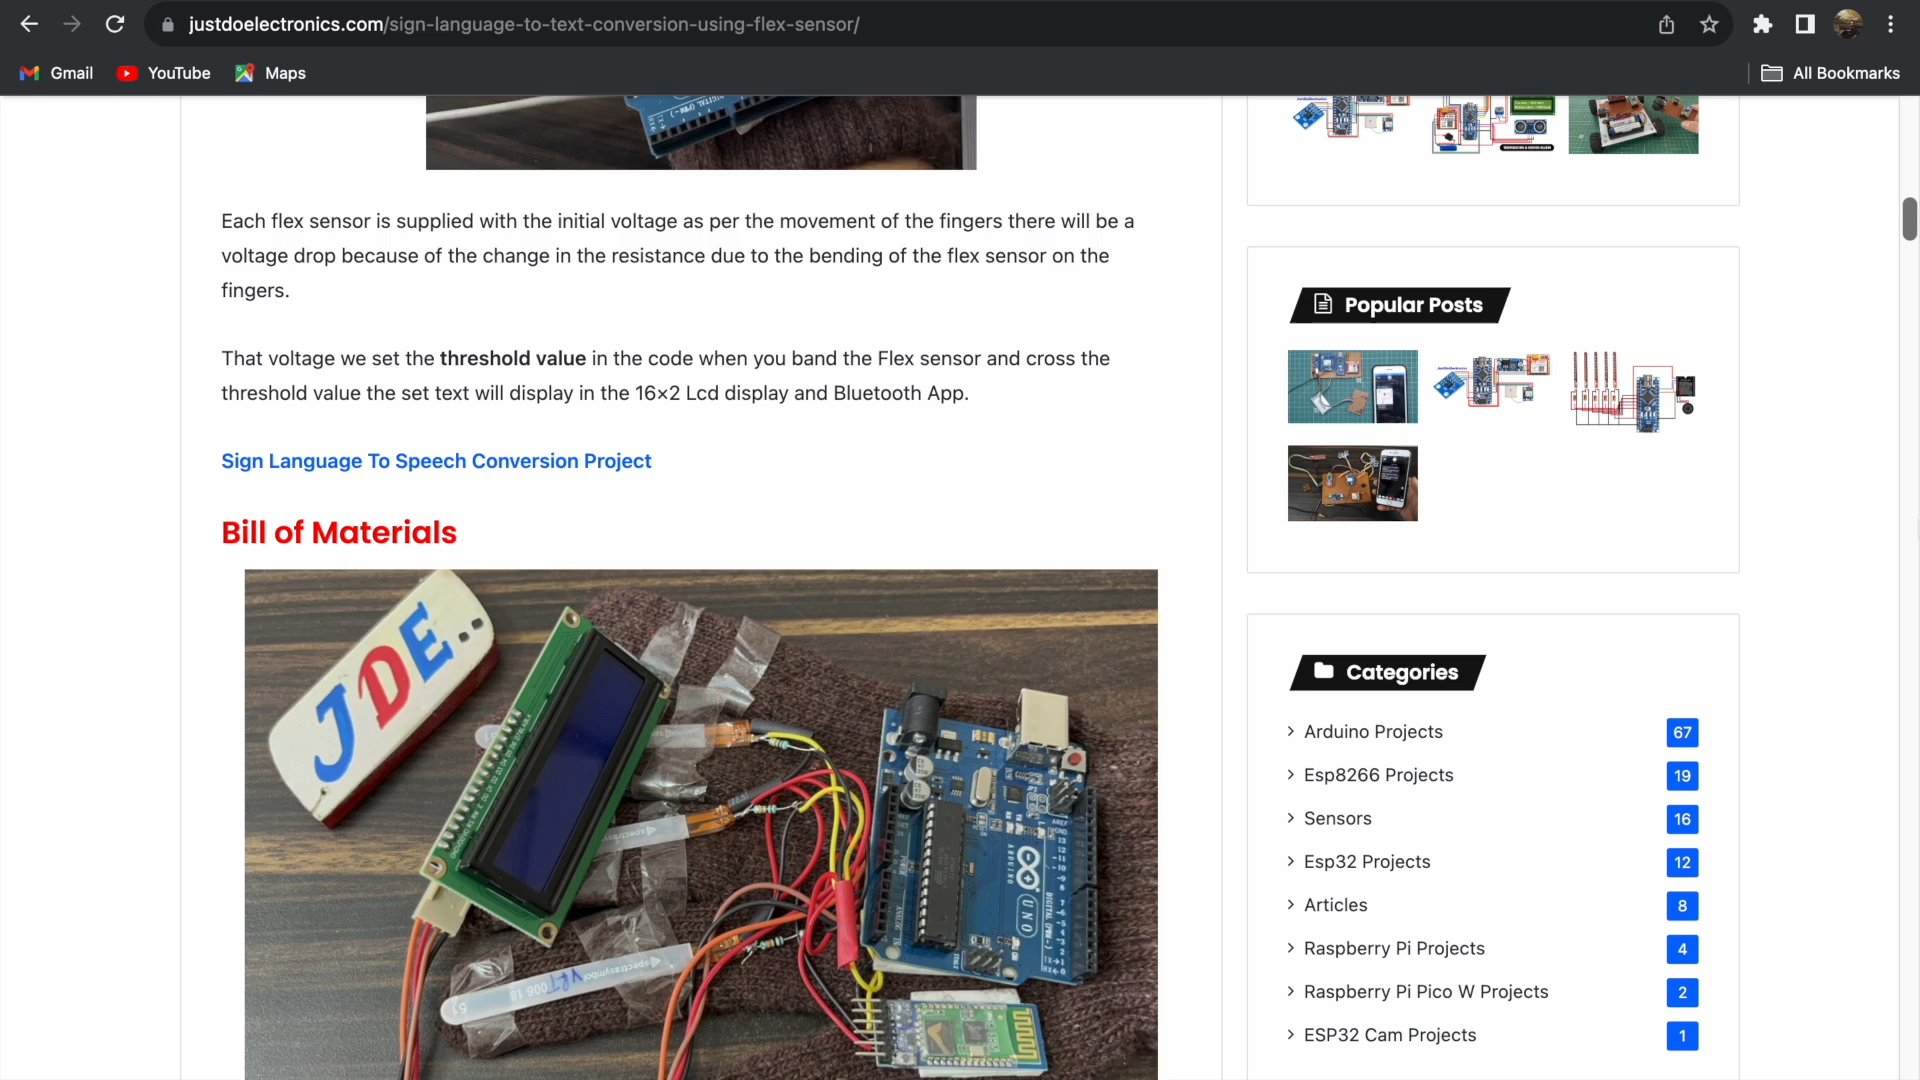 justdoelectronics.com/sign-language-to-text-conversion-using-flex-sensor/
Gmail
YouTube
Maps
All Bookmarks
Each flex sensor is supplied with the initial voltage as per the movement of the fingers there will be a
voltage drop because of the change in the resistance due to the bending of the flex sensor on the
fingers.
That voltage we set the threshold value in the code when you band the Flex sensor and cross the
threshold value the set text will display in the 16×2 Lcd display and Bluetooth App.
Sign Language To Speech Conversion Project
Bill of Materials
JDE
spectrasymbol
ARDUINO
UNO
Popular Posts
Categories
Arduino Projects 67
Esp8266 Projects 19
Sensors 16
Esp32 Projects 12
Articles 8
Raspberry Pi Projects 4
Raspberry Pi Pico W Projects 2
ESP32 Cam Projects 1